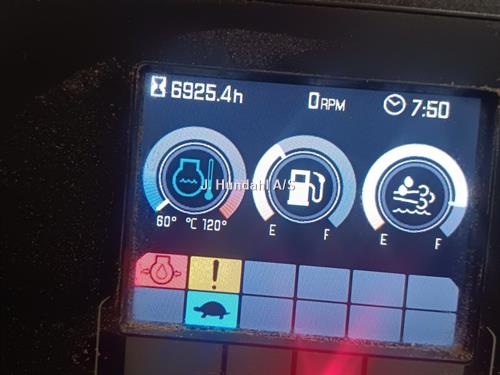 6925.4h
0RPM
7:50
J. Hundahl A/S
60° °C 120°
E F
E F